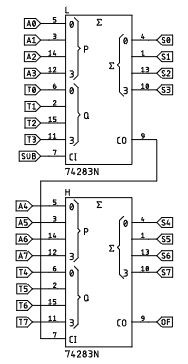 L
Σ
A0 5 0 0 4 S0
A1 3 P 1 S1
A2 14 Σ 13 S2
A3 12 3 3 10 S3
T0 6 0
T1 2 Q
T2 15
T3 11 3 CO 9
SUB 7 CI
74283N
H
Σ
A4 5 0 0 4 S4
A5 3 P 1 S5
A6 14 Σ 13 S6
A7 12 3 3 10 S7
T4 6 0
T5 2 Q
T6 15
T7 11 3 CO 9 OF
7 CI
74283N